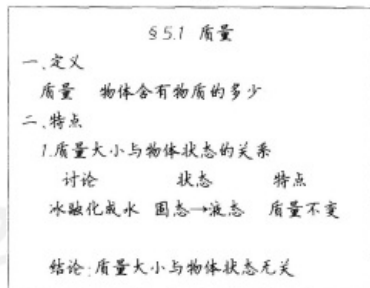 §5.1 质量
一、定义
质量 物体含有物质的多少
二、特点
1.质量大小与物体状态的关系
讨论 状态 特点
冰融化成水 固态→液态 质量不变
结论:质量大小与物体状态无关